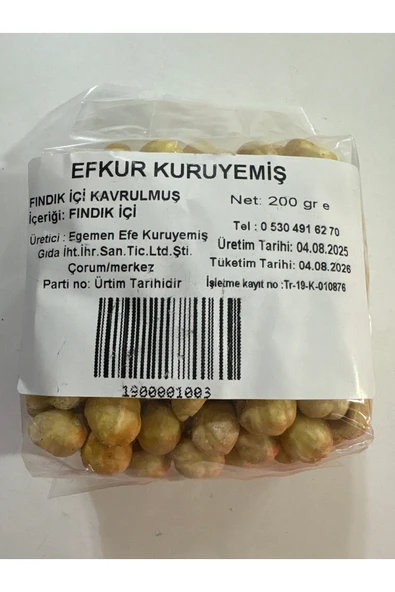 EFKUR KURUYEMİŞ
FINDIK İÇİ KAVRULMUŞ
Net: 200 gr e
İçeriği: FINDIK İÇİ
Tel : 0 530 491 62 70
Üretici : Egemen Efe Kuruyemiş
Üretim Tarihi: 04.08.2025
Gıda İht.İhr.San.Tic.Ltd.Şti.
Tüketim Tarihi: 04.08.2026
Çorum/merkez
Parti no: Ürtim Tarihidir
İşletme kayıt no :Tr-19-K-010876
1900001003